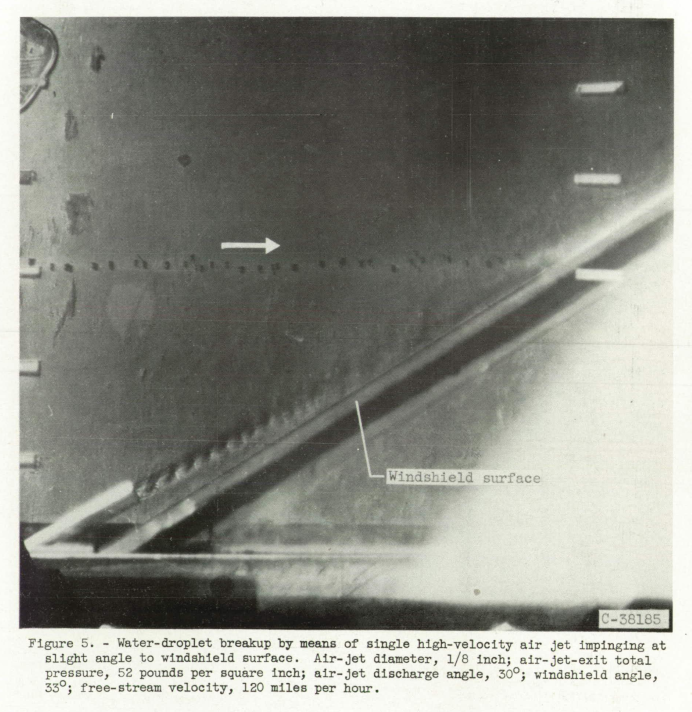 Windshield surface
C-38185
Figure 5. - Water-droplet breakup by means of single high-velocity air jet impinging at
slight angle to windshield surface. Air-jet diameter, 1/8 inch; air-jet-exit total
pressure, 52 pounds per square inch; air-jet discharge angle, 30°; windshield angle,
33°; free-stream velocity, 120 miles per hour.